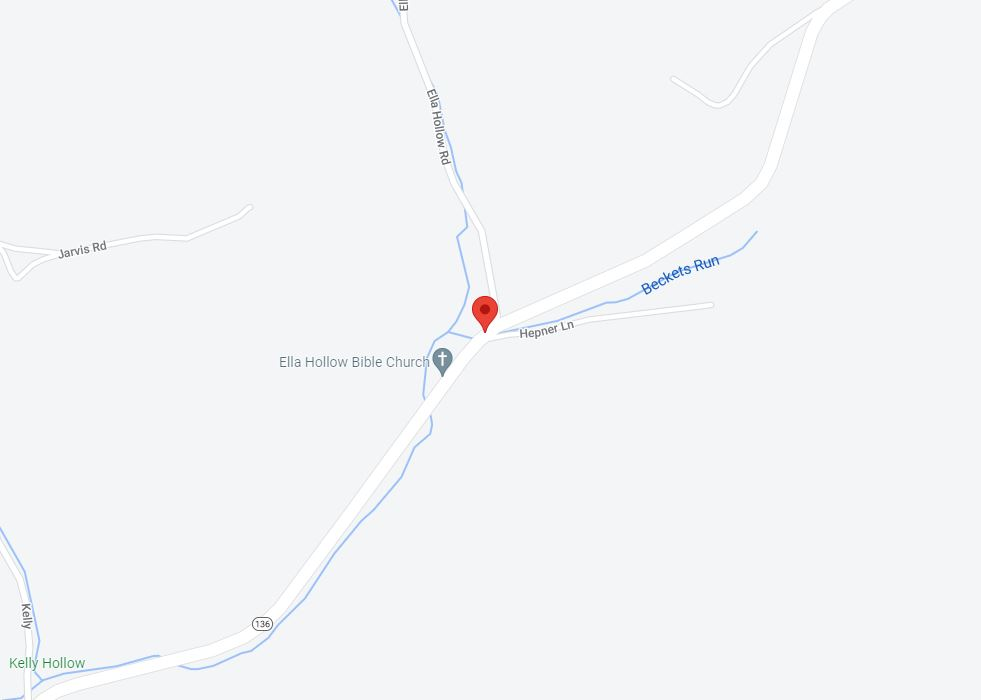 Ella Hollow Rd
Jarvis Rd
Beckets Run
Hepner Ln
Ella Hollow Bible Church
136
Kelly
Kelly Hollow